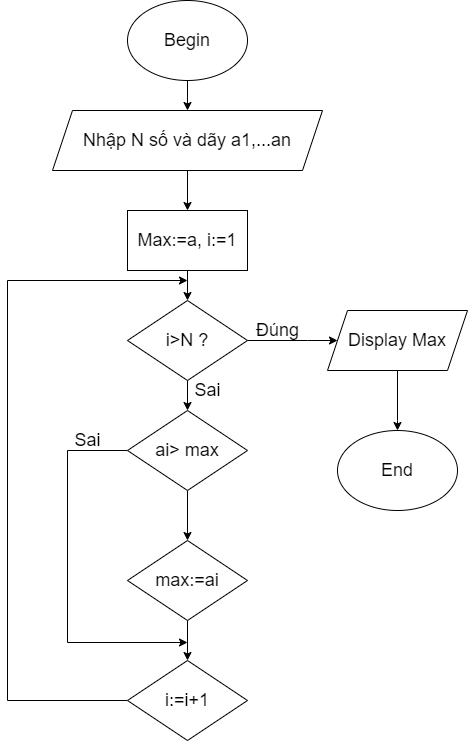 Begin
Nhập N số và dãy a1,...an
Max:=a, i:=1
i>N ?
Đúng
Display Max
Sai
ai> max
Sai
End
max:=ai
i:=i+1